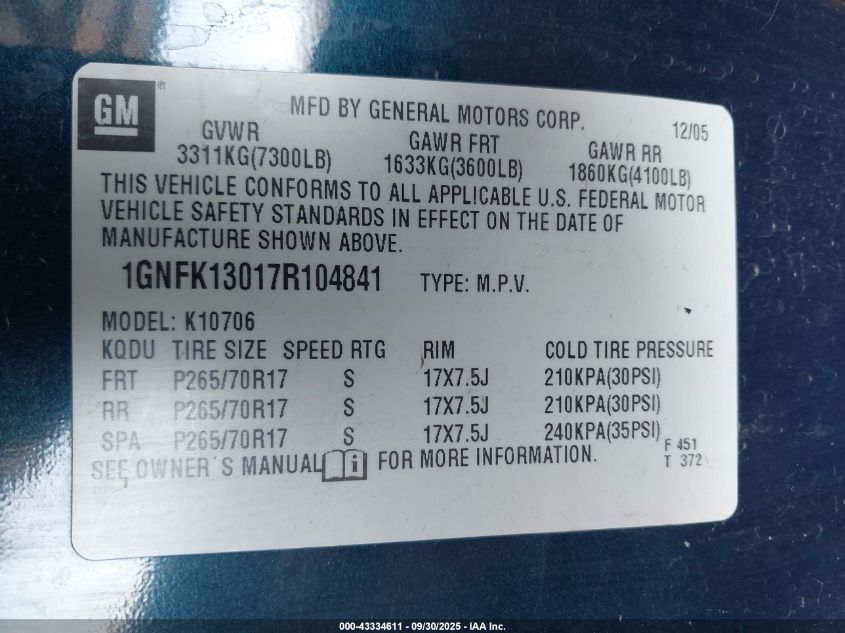 GM ®
MFD BY GENERAL MOTORS CORP. 12/05
GVWR GAWR FRT GAWR RR
3311KG(7300LB) 1633KG(3600LB) 1860KG(4100LB)
THIS VEHICLE CONFORMS TO ALL APPLICABLE U.S. FEDERAL MOTOR
VEHICLE SAFETY STANDARDS IN EFFECT ON THE DATE OF
MANUFACTURE SHOWN ABOVE.
1GNFK13017R104841 TYPE: M.P.V.
MODEL: K10706
KQDU TIRE SIZE SPEED RTG RIM COLD TIRE PRESSURE
FRT P265/70R17 S 17X7.5J 210KPA(30PSI)
RR P265/70R17 S 17X7.5J 210KPA(30PSI)
SPA P265/70R17 S 17X7.5J 240KPA(35PSI)
SEE OWNER'S MANUAL i FOR MORE INFORMATION.
F 451
T 372
000-43334611 - 09/30/2025 - IAA Inc.